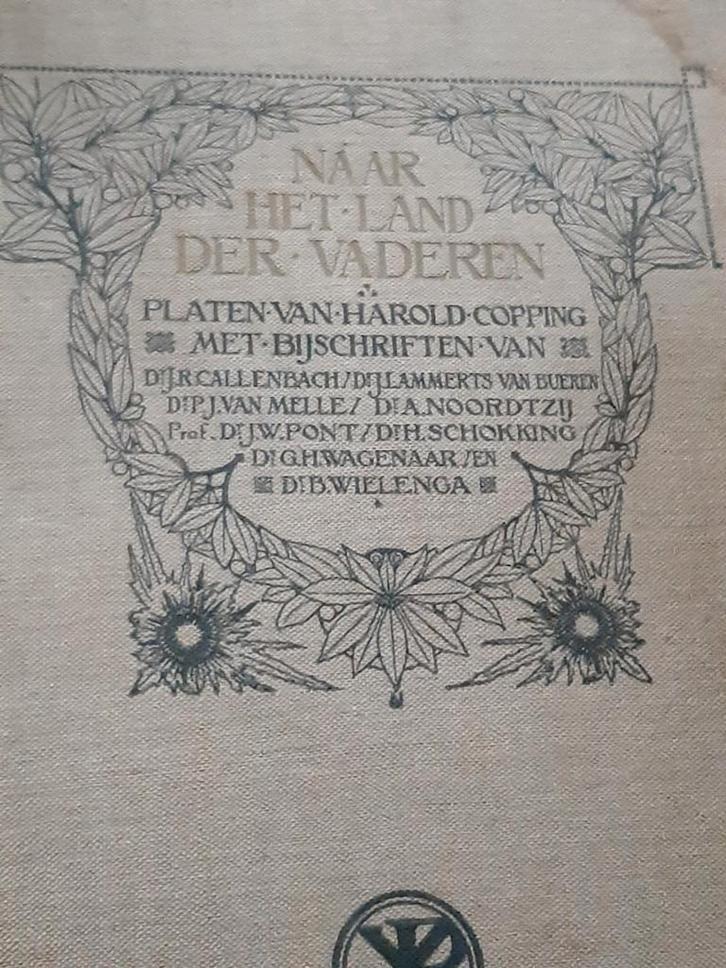 NAAR
HET·LAND
DER·VADEREN
PLATEN·VAN·HAROLD·COPPING
MET·BIJSCHRIFTEN·VAN
Dr. J.R. CALLENBACH / Dr. J. LAMMERTS VAN BUEREN
Dr. P.J. VAN MELLE / Dr. A. NOORDTZIJ
Prof. Dr. J.W. PONT / Dr. H. SCHOKKING
Dr. G.H. WAGENAAR / EN
Dr. B. WIELENGA